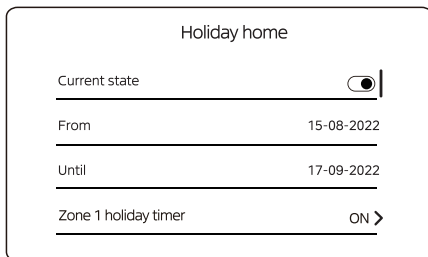 Holiday home
Current state
From 15-08-2022
Until 17-09-2022
Zone 1 holiday timer ON